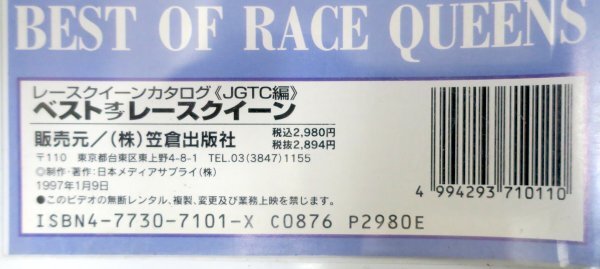 BEST OF RACE QUEENS
レースクイーンカタログ《JGTC編》
ベストオブレースクイーン
税込2,980円
販売元/(株)笠倉出版社
税抜2,894円
〒110 東京都台東区東上野4-8-1 TEL.03(3847)1155
©制作・著作:日本メディアサプライ(株)
1997年1月9日
●このビデオの無断レンタル、複製、変更及び業務上映を禁じます。
ISBN4-7730-7101-X C0876 P2980E
4 994293 710110